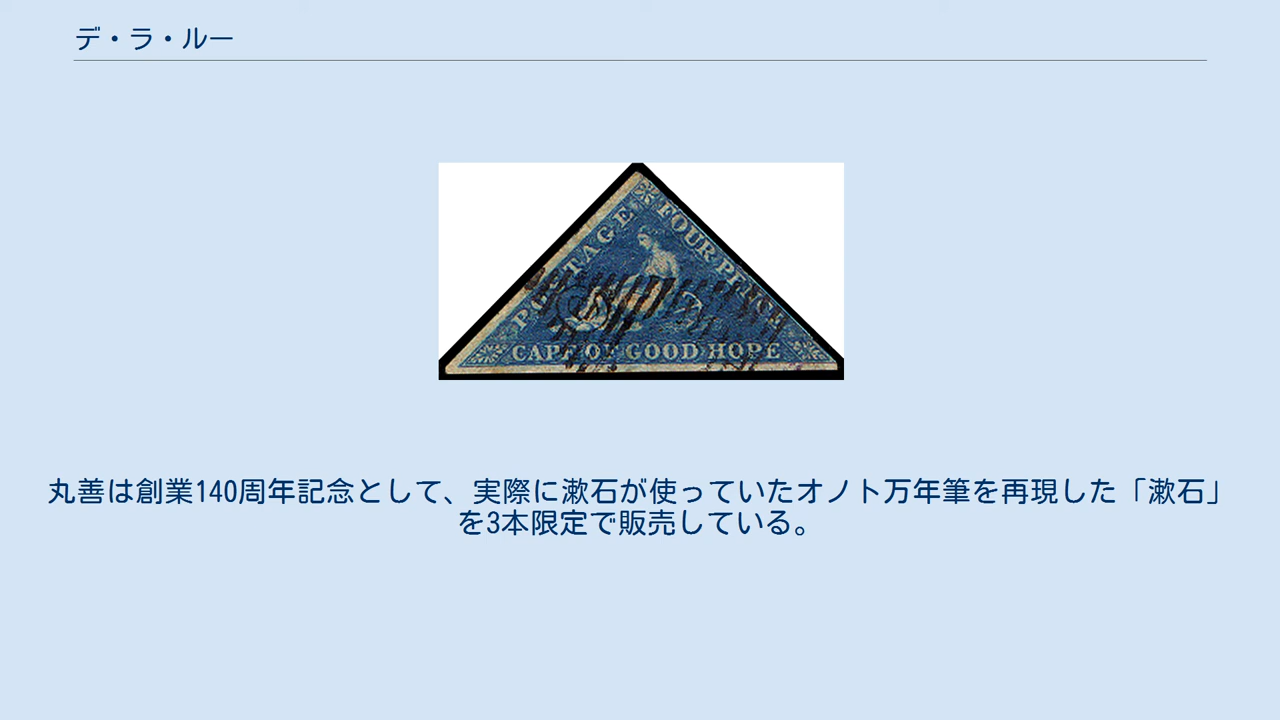 デ・ラ・ルー
POSTAGE
FOUR PENCE
CAPE OF GOOD HOPE
丸善は創業140周年記念として、実際に漱石が使っていたオノト万年筆を再現した「漱石」
を3本限定で販売している。